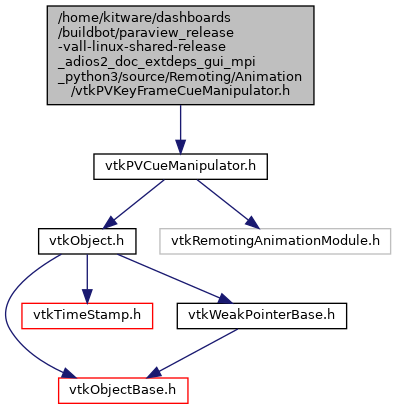 /home/kitware/dashboards
/buildbot/paraview_release
-vall-linux-shared-release
_adios2_doc_extdeps_gui_mpi
_python3/source/Remoting/Animation
/vtkPVKeyFrameCueManipulator.h
vtkPVCueManipulator.h
vtkObject.h
vtkRemotingAnimationModule.h
vtkTimeStamp.h
vtkWeakPointerBase.h
vtkObjectBase.h